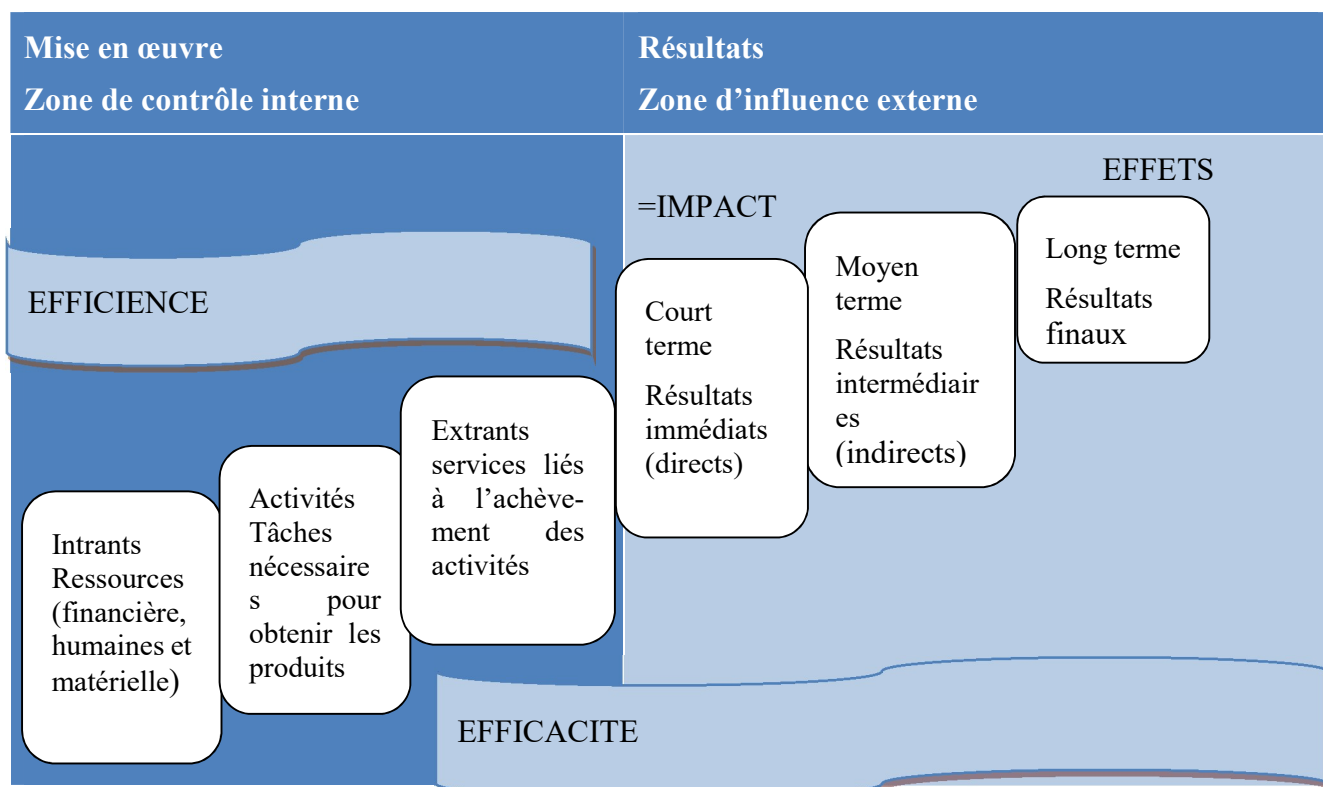 Mise en œuvre
Zone de contrôle interne
Résultats
Zone d’influence externe
EFFICIENCE
Intrants
Ressources
(financière,
humaines et
matérielle)
Activités
Tâches
nécessaire
s pour
obtenir les
produits
Extrants
services liés
à l’achève-
ment des
activités
=IMPACT
EFFETS
Court
terme
Résultats
immédiats
(directs)
Moyen
terme
Résultats
intermédiair
es
(indirects)
Long terme
Résultats
finaux
EFFICACITE